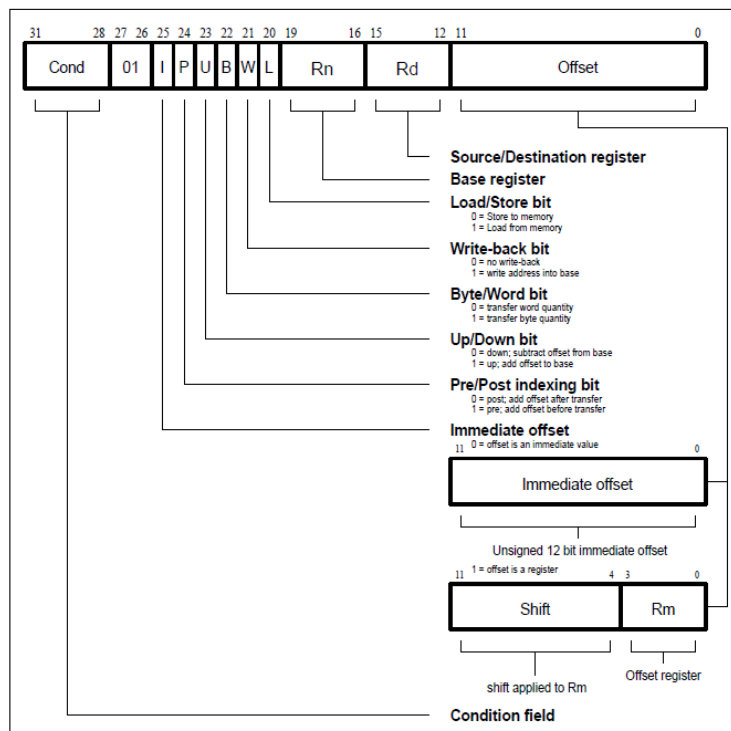 31 28 27 26 25 24 23 22 21 20 19 16 15 12 11 0
Cond 01 I P U B W L Rn Rd Offset
Source/Destination register
Base register
Load/Store bit
0 = Store to memory
1 = Load from memory
Write-back bit
0 = no write-back
1 = write address into base
Byte/Word bit
0 = transfer word quantity
1 = transfer byte quantity
Up/Down bit
0 = down; subtract offset from base
1 = up; add offset to base
Pre/Post indexing bit
0 = post; add offset after transfer
1 = pre; add offset before transfer
Immediate offset
0 = offset is an immediate value
11 0
Immediate offset
Unsigned 12 bit immediate offset
1 = offset is a register
11 4 3 0
Shift Rm
shift applied to Rm Offset register
Condition field